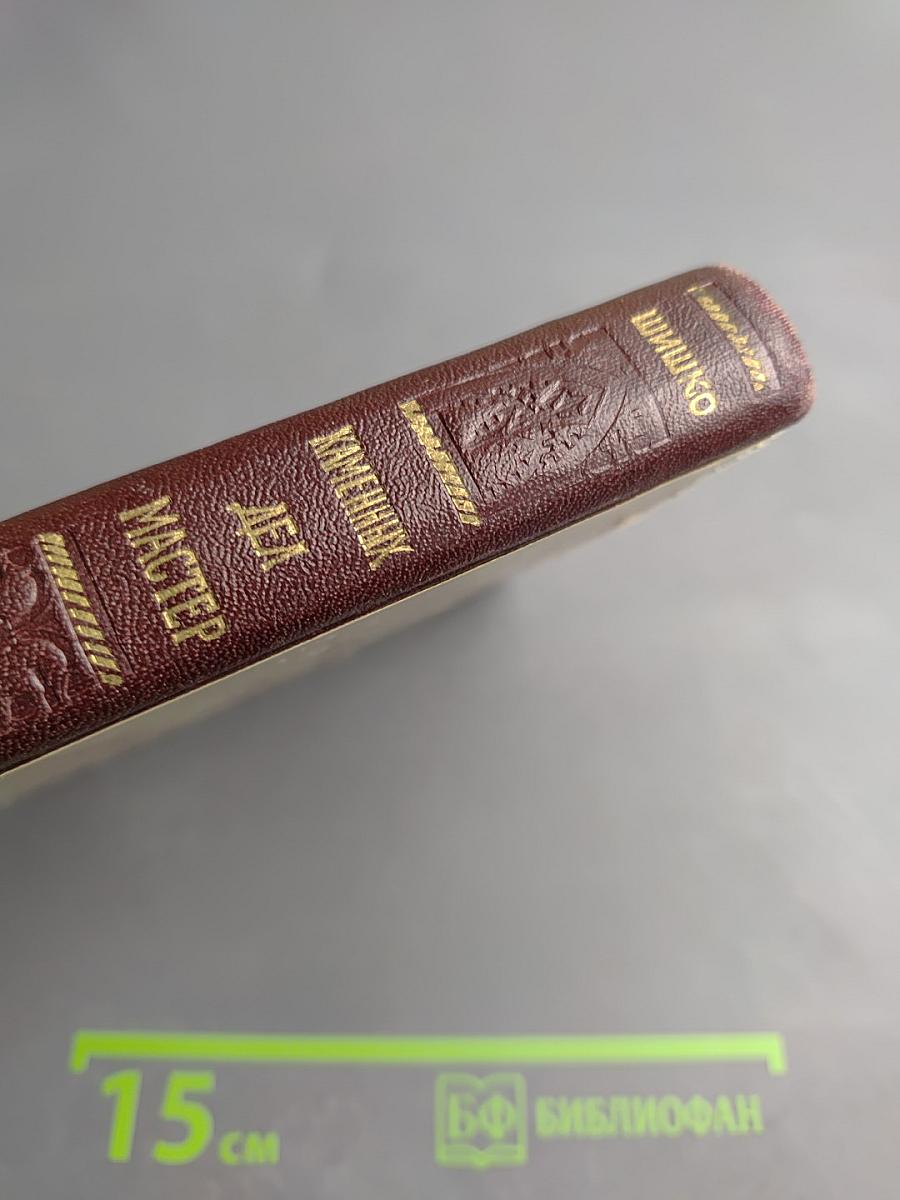 ШИШКО
КАМЕННЫХ
ДЕЛ
МАСТЕР
15 см
БФ БИБЛИОФАН